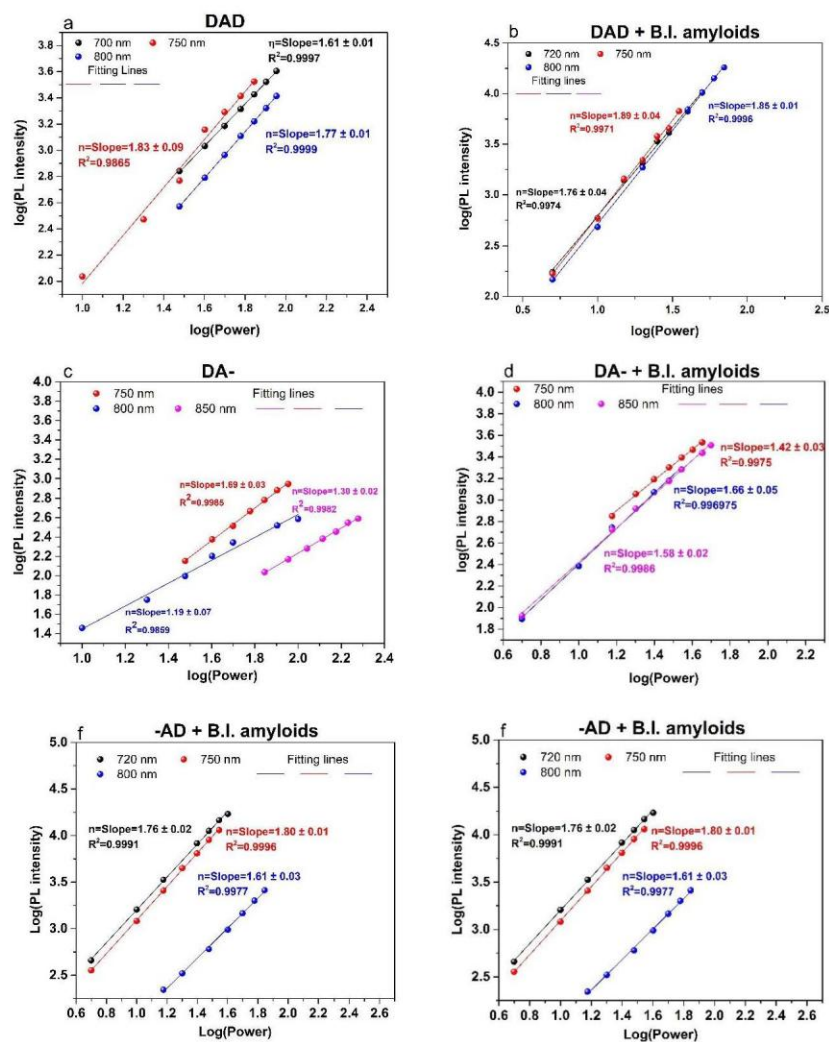 a
DAD
700 nm
750 nm
800 nm
Fitting Lines
η=Slope=1.61 ± 0.01
R²=0.9997
n=Slope=1.83 ± 0.09
R²=0.9865
n=Slope=1.77 ± 0.01
R²=0.9999
log(PL intensity)
4.0
3.8
3.6
3.4
3.2
3.0
2.8
2.6
2.4
2.2
2.0
1.0
1.2
1.4
1.6
1.8
2.0
2.2
2.4
2.6
log(Power)
b
DAD + B.I. amyloids
720 nm
750 nm
800 nm
Fitting lines
n=Slope=1.89 ± 0.04
R²=0.9971
n=Slope=1.85 ± 0.01
R²=0.9996
n=Slope=1.76 ± 0.04
R²=0.9974
log(PL intensity)
4.5
4.0
3.5
3.0
2.5
2.0
0.5
1.0
1.5
2.0
2.5
log(Power)
c
DA-
750 nm
800 nm
850 nm
Fitting lines
n=Slope=1.69 ± 0.03
R²=0.9985
n=Slope=1.30 ± 0.02
R²=0.9982
n=Slope=1.19 ± 0.07
R²=0.9859
log(PL intensity)
4.0
3.8
3.6
3.4
3.2
3.0
2.8
2.6
2.4
2.2
2.0
1.8
1.6
1.4
1.0
1.2
1.4
1.6
1.8
2.0
2.2
2.4
log(Power)
d
DA- + B.I. amyloids
750 nm
800 nm
850 nm
Fitting lines
n=Slope=1.42 ± 0.03
R²=0.9975
n=Slope=1.66 ± 0.05
R²=0.996975
n=Slope=1.58 ± 0.02
R²=0.9986
log(PL intensity)
4.0
3.8
3.6
3.4
3.2
3.0
2.8
2.6
2.4
2.2
2.0
1.8
0.6
0.8
1.0
1.2
1.4
1.6
1.8
2.0
2.2
log(Power)
f
-AD + B.I. amyloids
720 nm
750 nm
800 nm
Fitting lines
n=Slope=1.76 ± 0.02
R²=0.9991
n=Slope=1.80 ± 0.01
R²=0.9996
n=Slope=1.61 ± 0.03
R²=0.9977
Log(PL intensity)
5.0
4.5
4.0
3.5
3.0
2.5
0.6
0.8
1.0
1.2
1.4
1.6
1.8
2.0
2.2
2.4
2.6
Log(Power)
f
-AD + B.I. amyloids
720 nm
750 nm
800 nm
Fitting lines
n=Slope=1.76 ± 0.02
R²=0.9991
n=Slope=1.80 ± 0.01
R²=0.9996
n=Slope=1.61 ± 0.03
R²=0.9977
Log(PL intensity)
5.0
4.5
4.0
3.5
3.0
2.5
0.6
0.8
1.0
1.2
1.4
1.6
1.8
2.0
2.2
2.4
2.6
Log(Power)